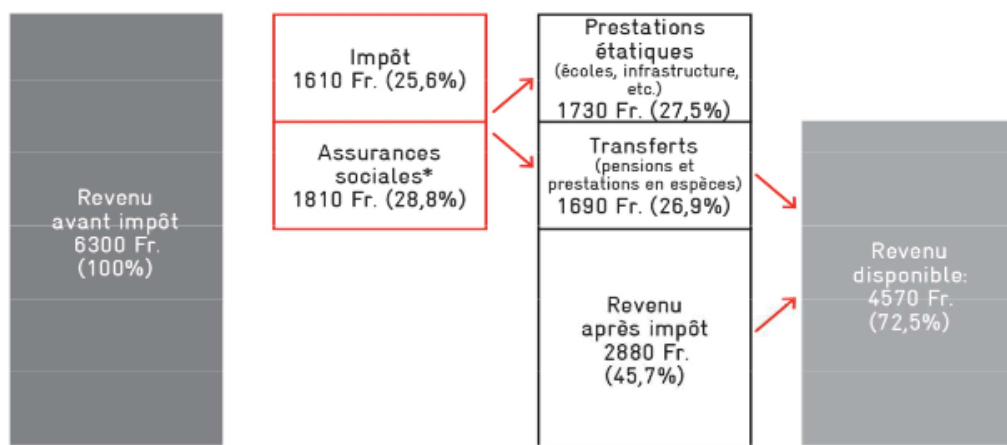 Revenu
avant impôt
6300 Fr.
(100%)
Impôt
1610 Fr. (25,6%)
Assurances
sociales*
1810 Fr. (28,8%)
Prestations
étatiques
(écoles, infrastructure,
etc.)
1730 Fr. (27,5%)
Transferts
(pensions et
prestations en espèces)
1690 Fr. (26,9%)
Revenu
après impôt
2880 Fr.
(45,7%)
Revenu
disponible:
4570 Fr.
(72,5%)